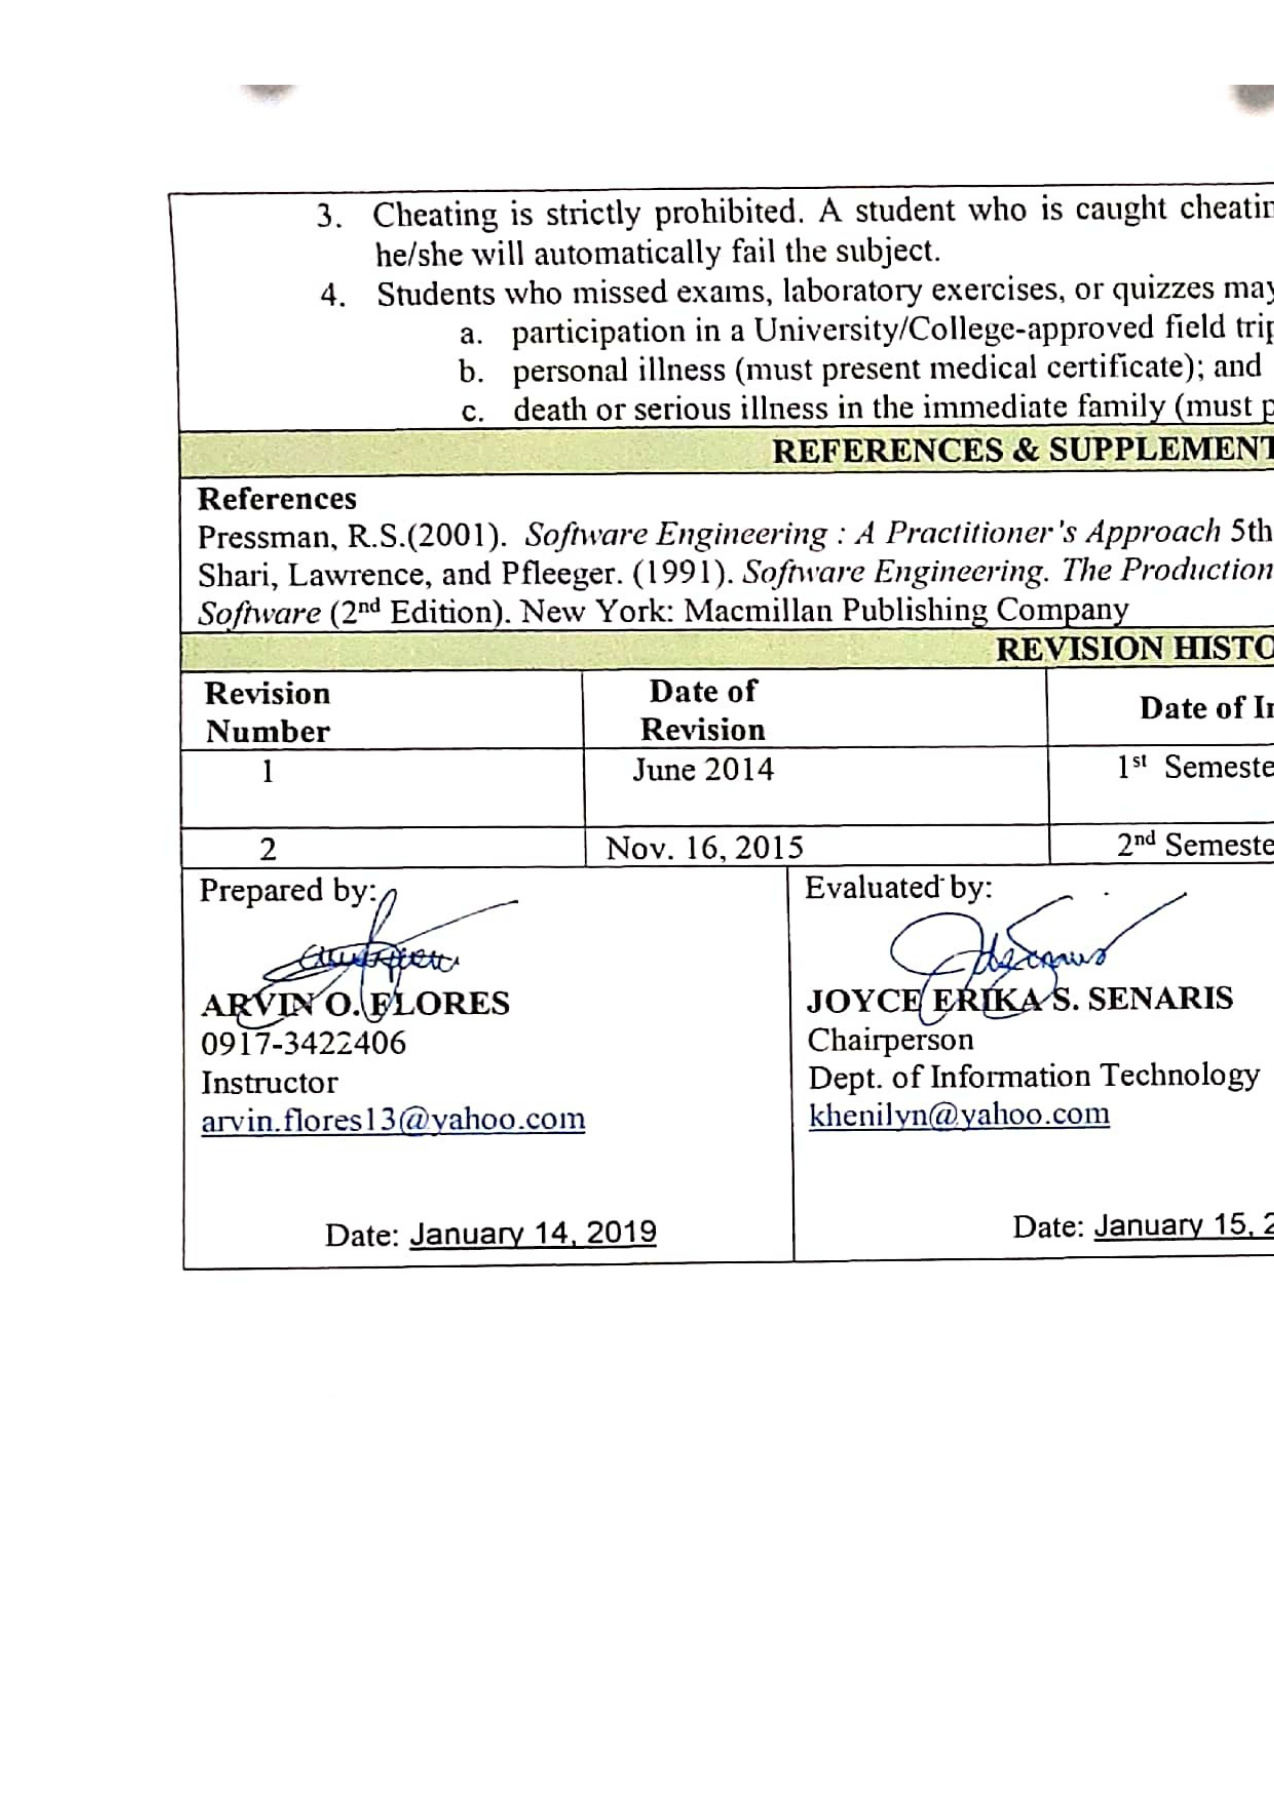 3. Cheating is strictly prohibited. A student who is caught cheatin
he/she will automatically fail the subject.
4. Students who missed exams, laboratory exercises, or quizzes may
a. participation in a University/College-approved field trip
b. personal illness (must present medical certificate); and
c. death or serious illness in the immediate family (must p
REFERENCES & SUPPLEMENT
References
Pressman, R.S.(2001). Software Engineering : A Practitioner's Approach 5th
Shari, Lawrence, and Pfleeger. (1991). Software Engineering. The Production
Software (2nd Edition). New York: Macmillan Publishing Company
REVISION HISTO
Revision
Number
Date of
Revision
Date of In
1
June 2014
1st Semeste
2
Nov. 16, 2015
2nd Semeste
Prepared by:
ARVIN O. FLORES
0917-3422406
Instructor
arvin.flores13@yahoo.com
Date: January 14, 2019
Evaluated by:
JOYCE ERIKA S. SENARIS
Chairperson
Dept. of Information Technology
khenilyn@yahoo.com
Date: January 15, 2